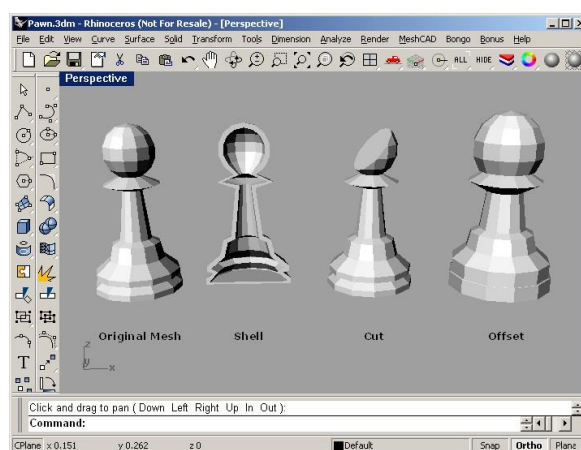 Pawn.3dm - Rhinoceros (Not For Resale) - [Perspective]
File Edit View Curve Surface Solid Transform Tools Dimension Analyze Render MeshCAD Bongo Bonus Help
ALL HIDE
Perspective
Original Mesh Shell Cut Offset
z
y x
T
Click and drag to pan ( Down Left Right Up In Out ):
Command:
CPlane x 0.151 y 0.262 z 0 Default Snap Ortho Planar